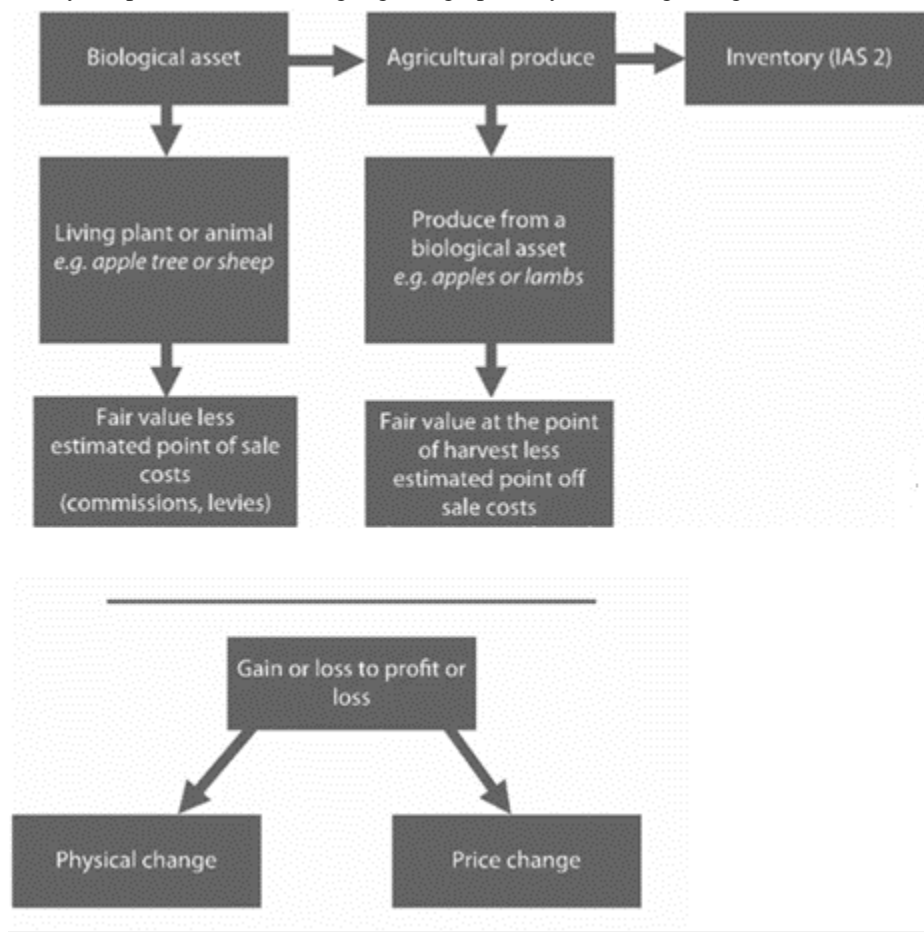 Biological asset
Agricultural produce
Inventory (IAS 2)
Living plant or animal
e.g. apple tree or sheep
Produce from a
biological asset
e.g. apples or lambs
Fair value less
estimated point of sale
costs
(commissions, levies)
Fair value at the point
of harvest less
estimated point off
sale costs
Gain or loss to profit or
loss
Physical change
Price change